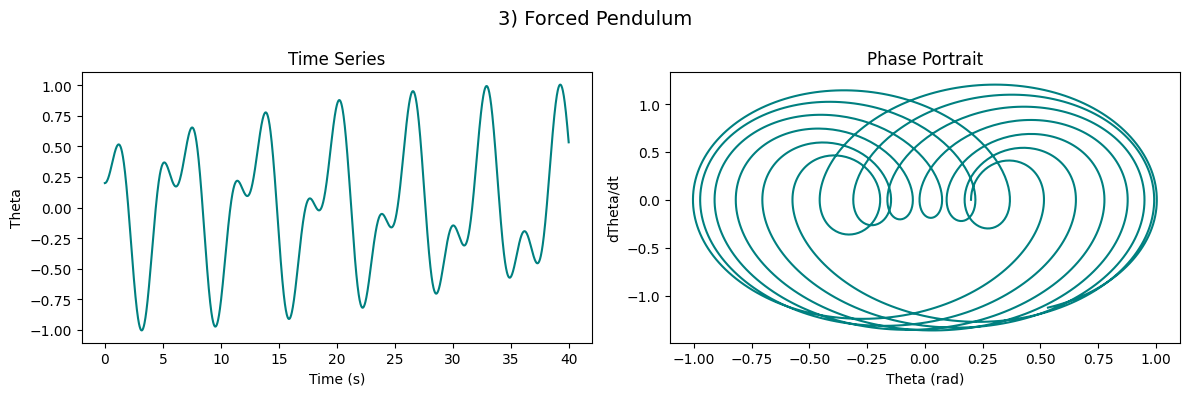 3) Forced Pendulum
Time Series
Theta
1.00
0.75
0.50
0.25
0.00
−0.25
−0.50
−0.75
−1.00
0 5 10 15 20 25 30 35 40
Time (s)
Phase Portrait
dTheta/dt
1.0
0.5
0.0
−0.5
−1.0
−1.00 −0.75 −0.50 −0.25 0.00 0.25 0.50 0.75 1.00
Theta (rad)